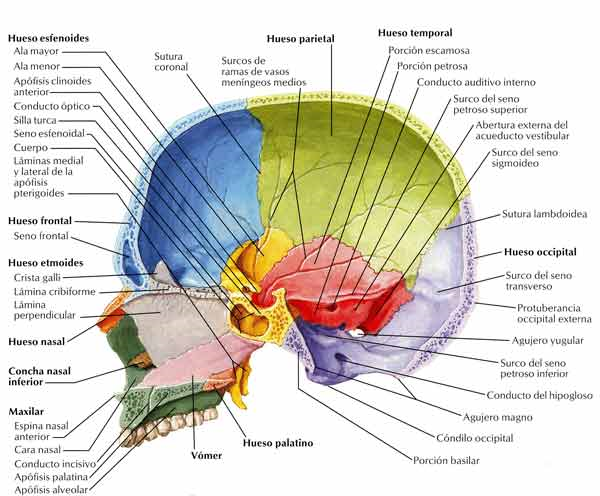 Hueso esfenoides
Ala mayor
Ala menor
Apófisis clinoides
anterior
Conducto óptico
Silla turca
Seno esfenoidal
Cuerpo
Láminas medial
y lateral de la
apófisis
pterigoides
Hueso frontal
Seno frontal
Hueso etmoides
Crista galli
Lámina cribiforme
Lámina
perpendicular
Hueso nasal
Concha nasal
inferior
Maxilar
Espina nasal
anterior
Cara nasal
Conducto incisivo
Apófisis palatina
Apófisis alveolar
Sutura
coronal
Surcos de
ramas de vasos
meníngeos medios
Hueso parietal
Hueso temporal
Porción escamosa
Porción petrosa
Conducto auditivo interno
Surco del seno
petroso superior
Abertura externa del
acueducto vestibular
Surco del seno
sigmoideo
Sutura lambdoidea
Hueso occipital
Surco del seno
transverso
Protuberancia
occipital externa
Agujero yugular
Surco del seno
petroso inferior
Conducto del hipogloso
Agujero magno
Cóndilo occipital
Porción basilar
Hueso palatino
Vómer